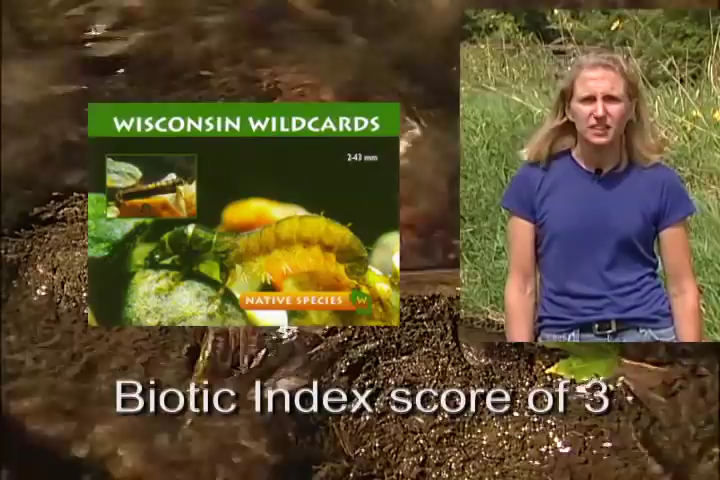 WISCONSIN WILDCARDS
2-43 mm
NATIVE SPECIES W
Biotic Index score of 3